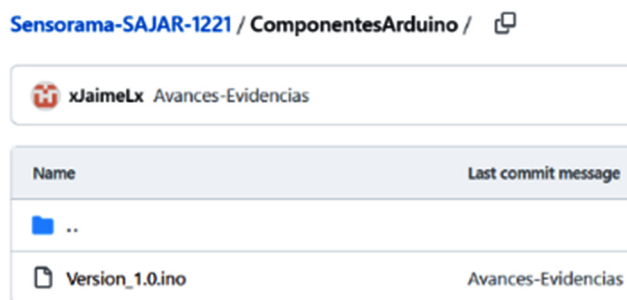 Sensorama-SAJAR-1221 / ComponentesArduino /
xJaimeLx Avances-Evidencias
Name Last commit message
..
Version_1.0.ino Avances-Evidencias